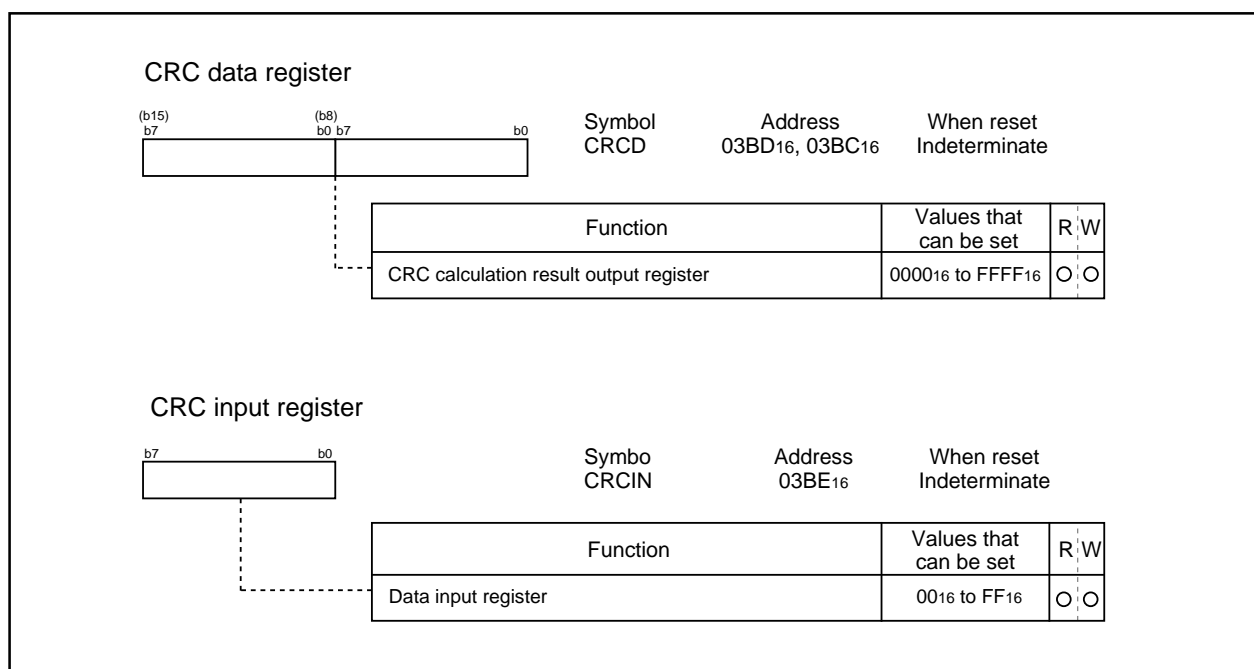 CRC data register
(b15) (b8)
b7 b0 b7 b0
Symbol Address When reset
CRCD 03BD16, 03BC16 Indeterminate
Function Values that can be set R W
CRC calculation result output register 000016 to FFFF16
CRC input register
b7 b0
Symbo Address When reset
CRCIN 03BE16 Indeterminate
Function Values that can be set R W
Data input register 0016 to FF16